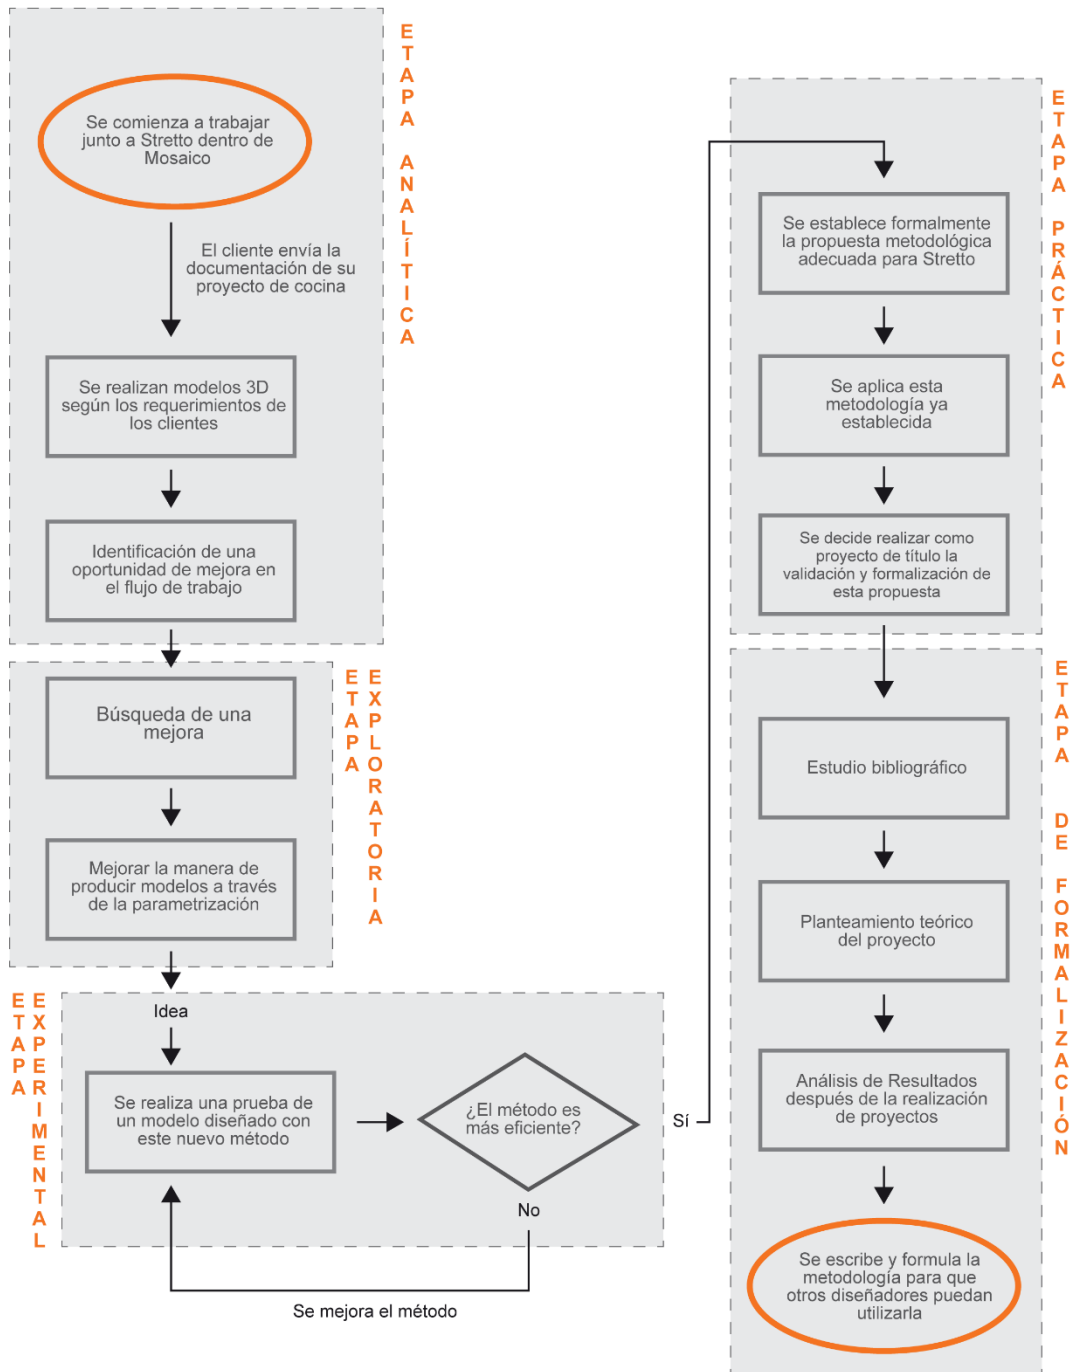 ETAPA ANALÍTICA
Se comienza a trabajar
junto a Stretto dentro de
Mosaico
El cliente envía la
documentación de su
proyecto de cocina
Se realizan modelos 3D
según los requerimientos de
los clientes
Identificación de una
oportunidad de mejora en
el flujo de trabajo
ETAPA
EXPLORATORIA
Búsqueda de una
mejora
Mejorar la manera de
producir modelos a través
de la parametrización
ETAPA
EXPERIMENTAL
Idea
Se realiza una prueba de
un modelo diseñado con
este nuevo método
¿El método es
más eficiente?
Sí
No
Se mejora el método
ETAPA PRÁCTICA
Se establece formalmente
la propuesta metodológica
adecuada para Stretto
Se aplica esta
metodología ya
establecida
Se decide realizar como
proyecto de título la
validación y formalización de
esta propuesta
ETAPA DE FORMALIZACIÓN
Estudio bibliográfico
Planteamiento teórico
del proyecto
Análisis de Resultados
después de la realización
de proyectos
Se escribe y formula la
metodología para que
otros diseñadores puedan
utilizarla